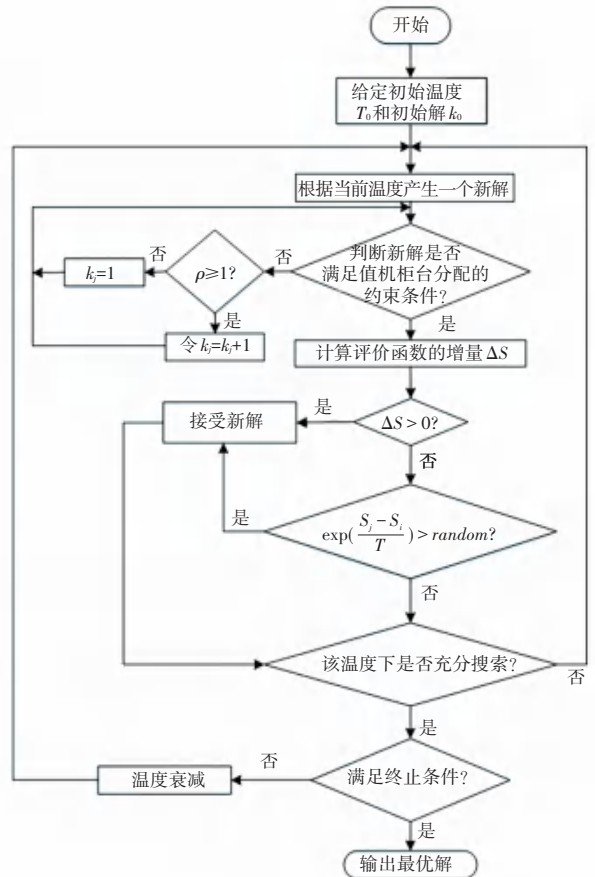 开始
给定初始温度
T₀和初始解k₀
根据当前温度产生一个新解
判断新解是否
满足值机柜台分配的
约束条件?
否
ρ≥1?
否
kⱼ=1
是
令kⱼ=kⱼ+1
是
计算评价函数的增量ΔS
ΔS>0?
是
接受新解
否
exp(\frac{Sⱼ-Sᵢ}{T})>random?
是
否
该温度下是否充分搜索?
否
是
满足终止条件?
否
温度衰减
是
输出最优解